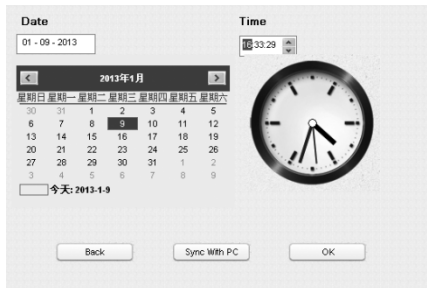 Date
Time
01 - 09 - 2013
16:33:29
2013年1月
星期日 星期一 星期二 星期三 星期四 星期五 星期六
30 31 1 2 3 4 5
6 7 8 9 10 11 12
13 14 15 16 17 18 19
20 21 22 23 24 25 26
27 28 29 30 31 1 2
3 4 5 6 7 8 9
今天: 2013-1-9
Back
Sync With PC
OK